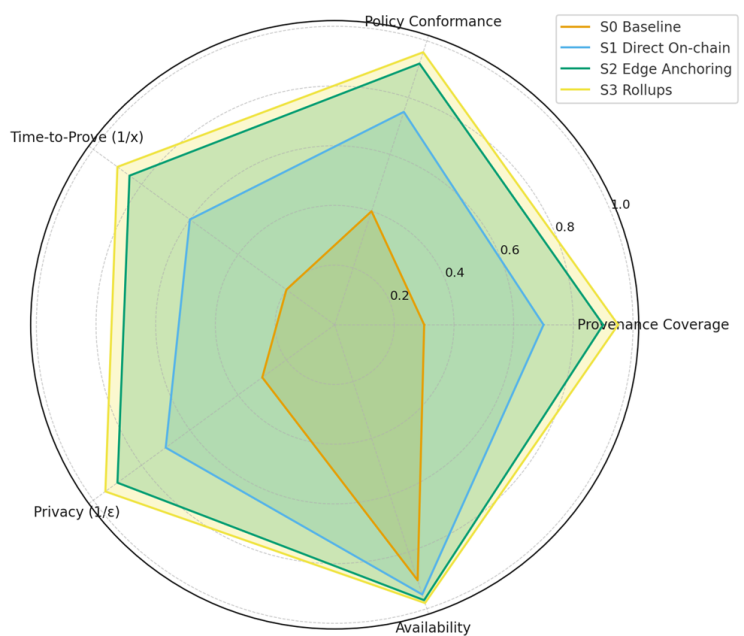 Policy Conformance
S0 Baseline
S1 Direct On-chain
S2 Edge Anchoring
S3 Rollups
Time-to-Prove (1/x)
1.0
0.8
0.6
0.4
0.2
Provenance Coverage
Privacy (1/ε)
Availability